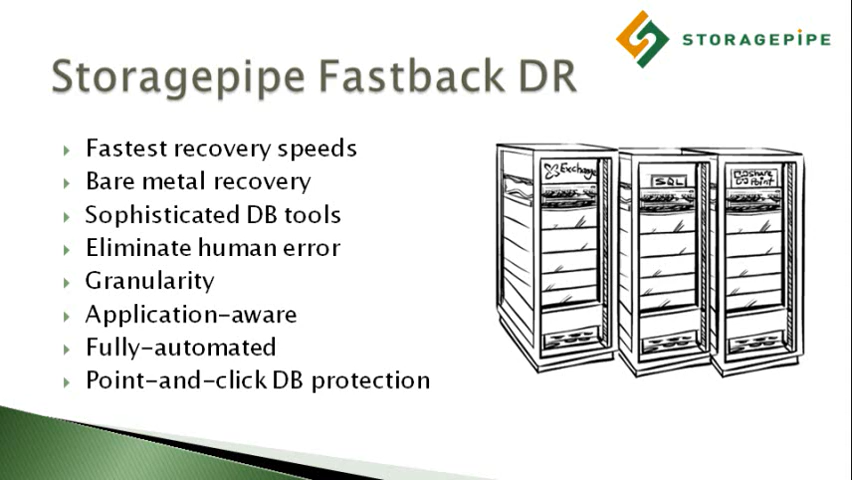 STORAGEPIPE
Storagepipe Fastback DR
Fastest recovery speeds
Bare metal recovery
Sophisticated DB tools
Eliminate human error
Granularity
Application-aware
Fully-automated
Point-and-click DB protection
Exchange
SQL
Share
Point